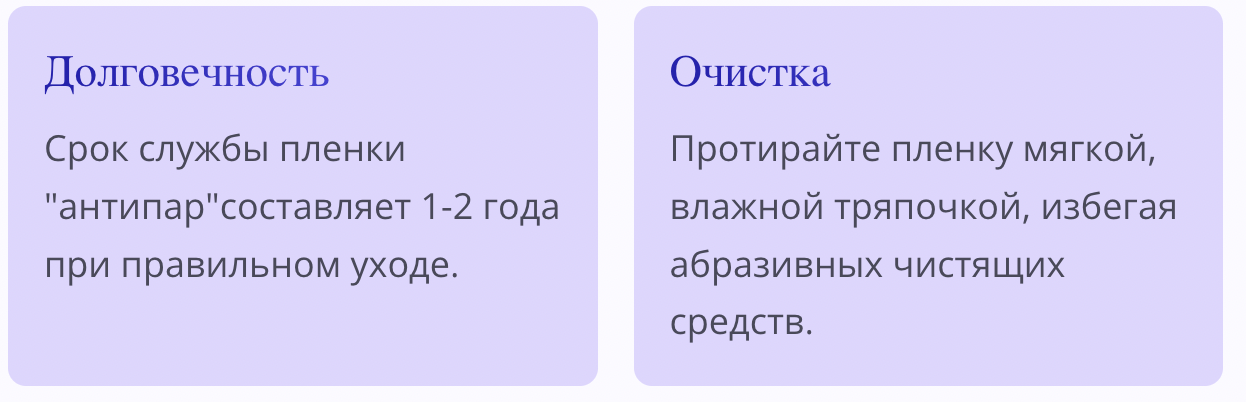 Долговечность
Срок службы пленки
"антипар"составляет 1-2 года
при правильном уходе.
Очистка
Протирайте пленку мягкой,
влажной тряпочкой, избегая
абразивных чистящих
средств.